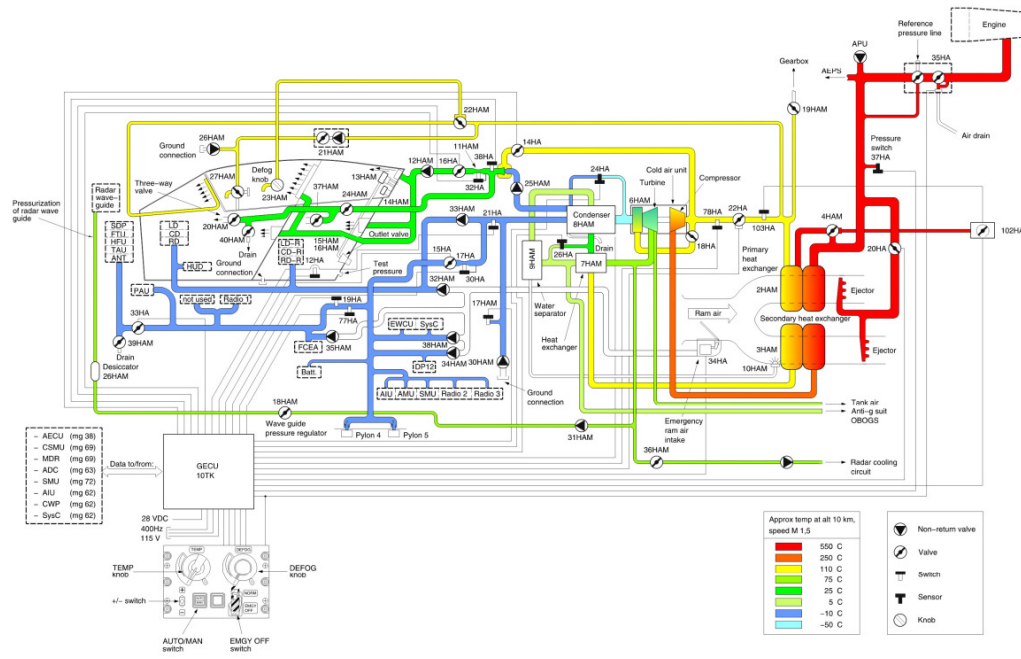 Engine
Reference
pressure line
35HA
APU
AEPS
Gearbox
19HAM
Air drain
Pressure
switch
37HA
22HAM
26HAM
Ground
connection
21HAM
Defog
knob
23HAM
27HAM
Three-way
valve
11HAM
38HA
14HA
12HAM
16HA
32HA
13HAM
37HAM
24HAM
14HAM
25HAM
24HA
Cold air unit
Turbine
Compressor
6HAM
Condenser
8HAM
Drain
78HA
22HA
103HA
18HA
4HAM
20HA
102HA
Pressurization
of radar wave
guide
Radar
wave-
guide
SDP
FTU
HFU
TAU
ANT
LD
CD
RD
HUD
20HAM
40HAM
Drain
Outlet valve
Ground
connection
LD-R
CD-R
RD-R
15HAM
16HAM
12HA
Test
pressure
33HAM
21HA
15HA
17HA
30HA
32HAM
9HAM
26HA
7HAM
Water
separator
Heat
exchanger
17HAM
Primary
heat
exchanger
2HAM
Ejector
Ram air
Secondary heat exchanger
3HAM
10HAM
34HA
Ejector
Emergency
ram air
intake
PAU
not used
Radio 1
33HA
39HAM
Drain
Desiccator
26HAM
19HA
77HA
FCEA
35HAM
Batt.
EWCU
SysC
38HAM
34HAM
IDP12
30HAM
AIU
AMU
SMU
Radio 2
Radio 3
Ground
connection
Pylon 4
Pylon 5
18HAM
Wave guide
pressure regulator
31HAM
36HAM
Tank air
Anti-g suit
OBOGS
Radar cooling
circuit
- AECU (mg 38)
- CSMU (mg 69)
- MDR (mg 69)
- ADC (mg 63)
- SMU (mg 72)
- AIU (mg 62)
- CWP (mg 62)
- SysC (mg 62)
Data to/from:
GECU
10TK
28 VDC
400Hz
115 V
TEMP
DEFOG
TEMP
knob
DEFOG
knob
+/- switch
NORM
EMGY
OFF
AUTO/MAN
switch
EMGY OFF
switch
Approx temp at alt 10 km,
speed M 1,5
550 C
250 C
110 C
75 C
25 C
5 C
-10 C
-50 C
Non-return valve
Valve
Switch
Sensor
Knob